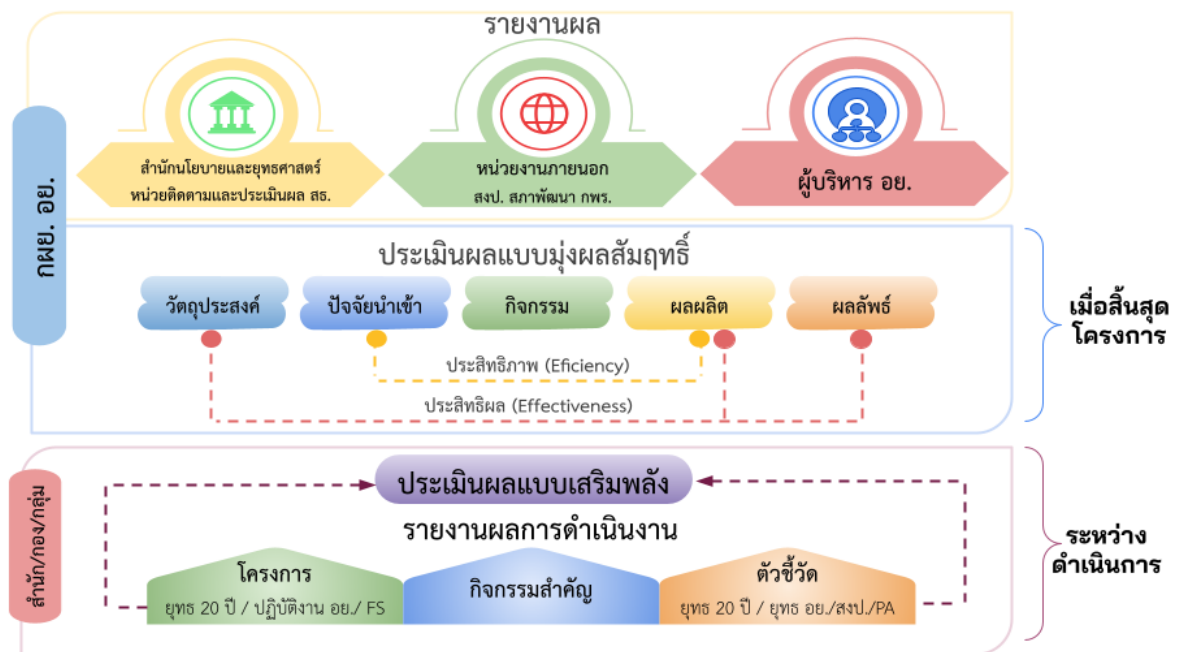 รายงานผล
สำนักนโยบายและยุทธศาสตร์
หน่วยติดตามและประเมินผล สธ.
หน่วยงานภายนอก
สงป. สภาพัฒนา กพร.
ผู้บริหาร อย.
กผย. อย.
ประเมินผลแบบมุ่งผลสัมฤทธิ์
วัตถุประสงค์
ปัจจัยนำเข้า
กิจกรรม
ผลผลิต
ผลลัพธ์
ประสิทธิภาพ (Eficiency)
ประสิทธิผล (Effectiveness)
เมื่อสิ้นสุด
โครงการ
สำนัก/กอง/กลุ่ม
ประเมินผลแบบเสริมพลัง
รายงานผลการดำเนินงาน
โครงการ
ยุทธ 20 ปี / ปฏิบัติงาน อย./ FS
กิจกรรมสำคัญ
ตัวชี้วัด
ยุทธ 20 ปี / ยุทธ อย./สงป./PA
ระหว่าง
ดำเนินการ